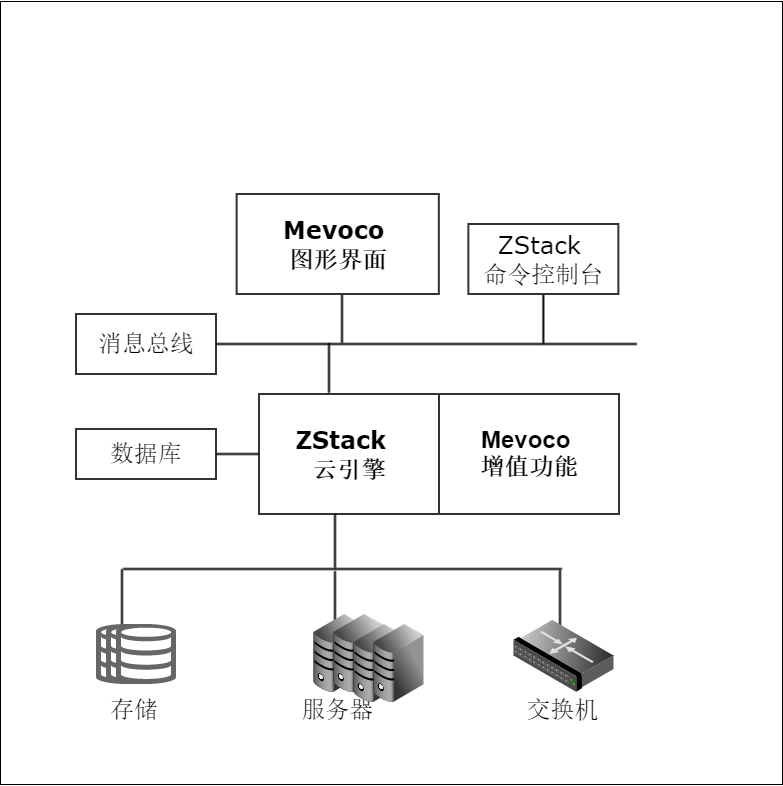 Mevoco
图形界面
ZStack
命令控制台
消息总线
数据库
ZStack
云引擎
Mevoco
增值功能
存储
服务器
交换机